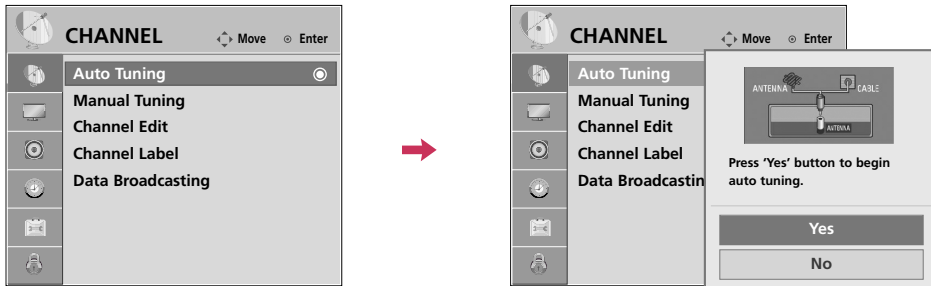 CHANNEL Move Enter
Auto Tuning
Manual Tuning
Channel Edit
Channel Label
Data Broadcasting
CHANNEL Move Enter
Auto Tuning
Manual Tuning
Channel Edit
Channel Label
Data Broadcastin
ANTENNA CABLE
ANTENNA
Press ‘Yes’ button to begin
auto tuning.
Yes
No